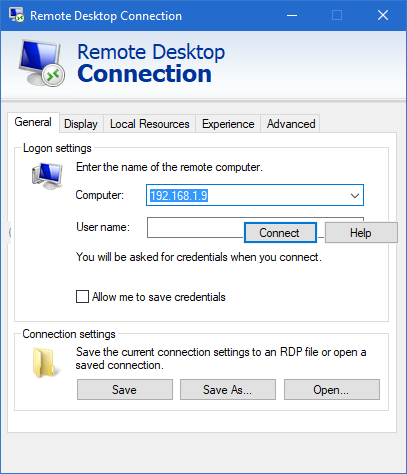 Remote Desktop Connection
Remote Desktop
Connection
General Display Local Resources Experience Advanced
Logon settings
Enter the name of the remote computer.
Computer: 192.168.1.9
User name:
Connect Help
You will be asked for credentials when you connect.
Allow me to save credentials
Connection settings
Save the current connection settings to an RDP file or open a
saved connection.
Save Save As... Open...